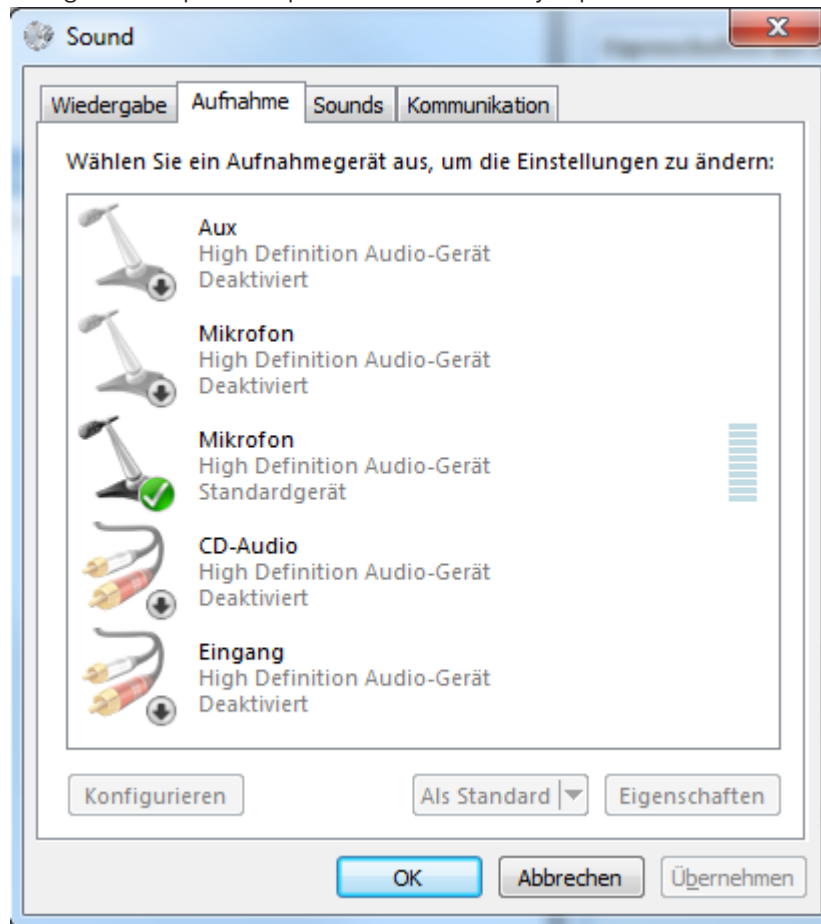 Sound
Wiedergabe Aufnahme Sounds Kommunikation
Wählen Sie ein Aufnahmegerät aus, um die Einstellungen zu ändern:
Aux
High Definition Audio-Gerät
Deaktiviert
Mikrofon
High Definition Audio-Gerät
Deaktiviert
Mikrofon
High Definition Audio-Gerät
Standardgerät
CD-Audio
High Definition Audio-Gerät
Deaktiviert
Eingang
High Definition Audio-Gerät
Deaktiviert
Konfigurieren Als Standard Eigenschaften
OK Abbrechen Übernehmen